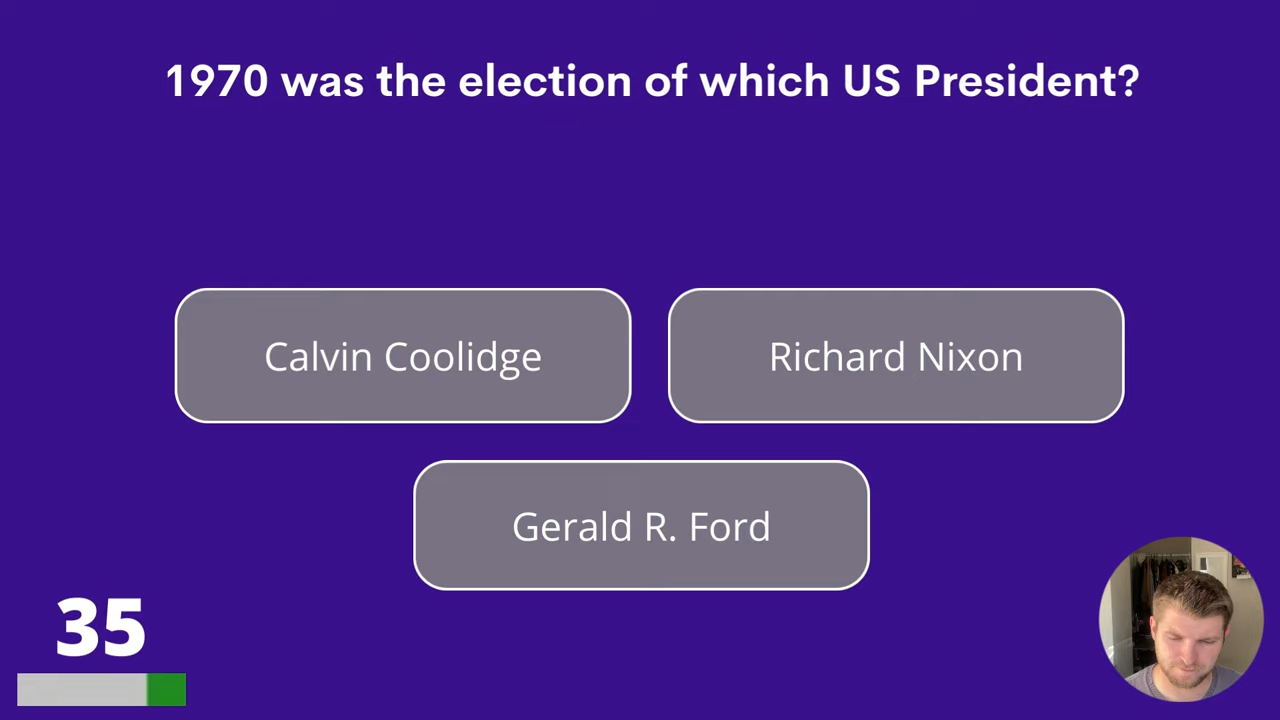 1970 was the election of which US President?
Calvin Coolidge
Richard Nixon
Gerald R. Ford
35